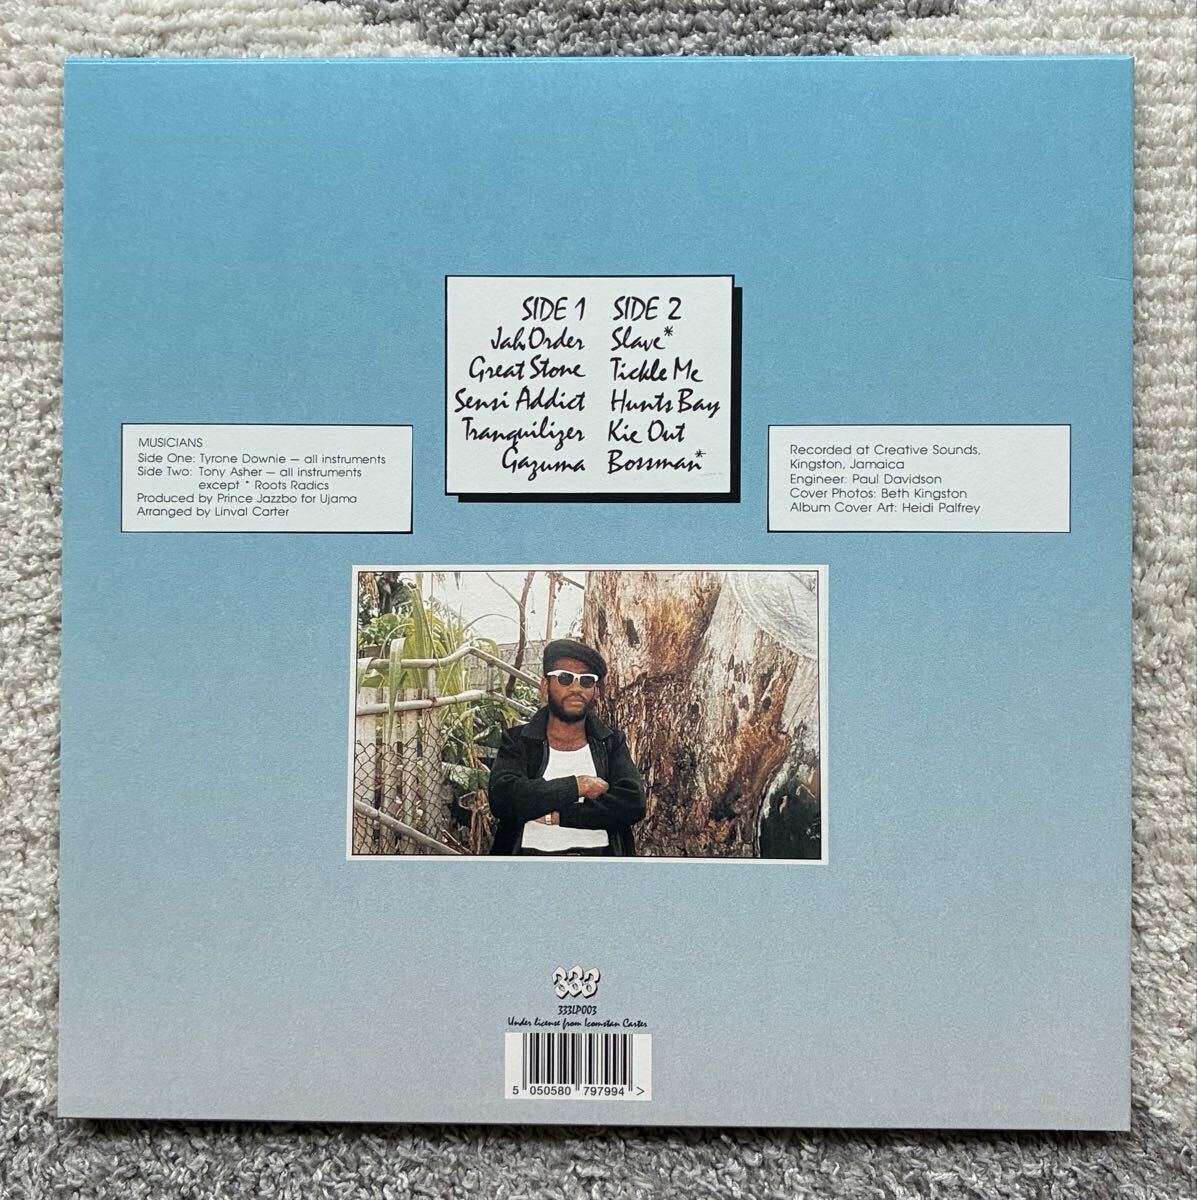 SIDE 1 SIDE 2
Jah Order Slave*
Great Stone Tickle Me
Sensi Addict Hunts Bay
Tranquilizer Kie Out
Gazuma Bossman*
MUSICIANS
Side One: Tyrone Downie – all instruments
Side Two: Tony Asher – all instruments
except * Roots Radics
Produced by Prince Jazzbo for Ujama
Arranged by Linval Carter
Recorded at Creative Sounds,
Kingston, Jamaica
Engineer: Paul Davidson
Cover Photos: Beth Kingston
Album Cover Art: Heidi Palfrey
333
333LP003
Under license from Icomstan Carter
5 050580 797994 >